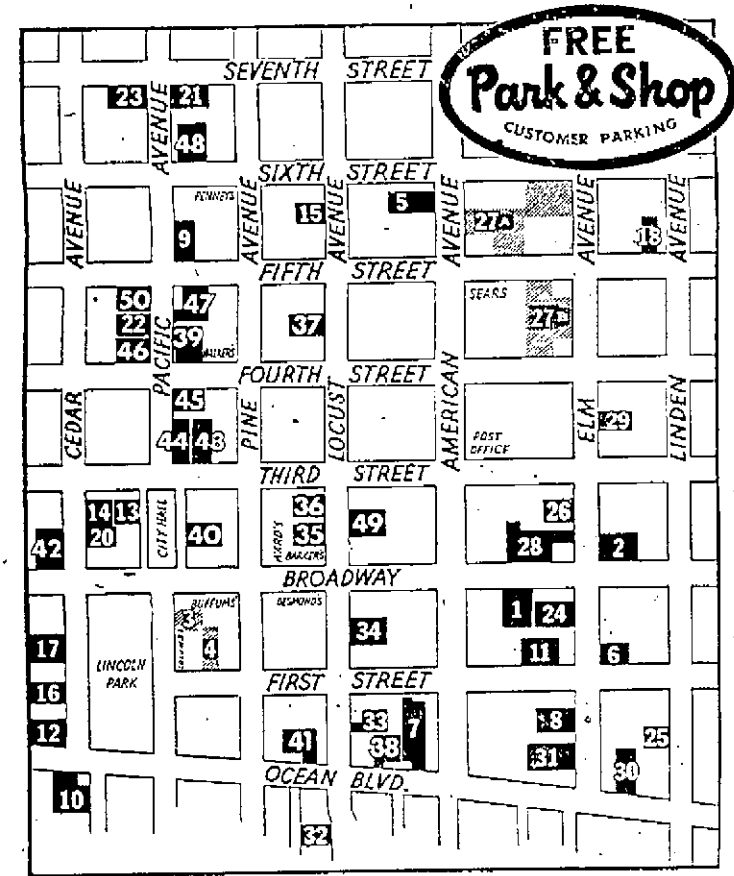 FREE
Park & Shop
CUSTOMER PARKING
SEVENTH STREET
23 21
AVENUE
48
SIXTH STREET
PENNEYS
AVENUE AVENUE AVENUE AVENUE AVENUE AVENUE
9 15 5 27A 18
FIFTH STREET
50 47 SEARS
22 37 27B
46 39 WALKER'S
PACIFIC
FOURTH STREET
45
CEDAR PINE LOCUST AMERICAN ELM LINDEN
44 43 29
POST
OFFICE
THIRD STREET
14 13 36 26
42 20 CITY HALL 40 35 49 28 2
BARKER'S
BROADWAY
BUFFUMS' DESMOND'S
3 1 24
17 4 34 11 6
LINCOLN
PARK
FIRST STREET
16 33 7 8 25
12 41 38 31 30
OCEAN BLVD.
10
32